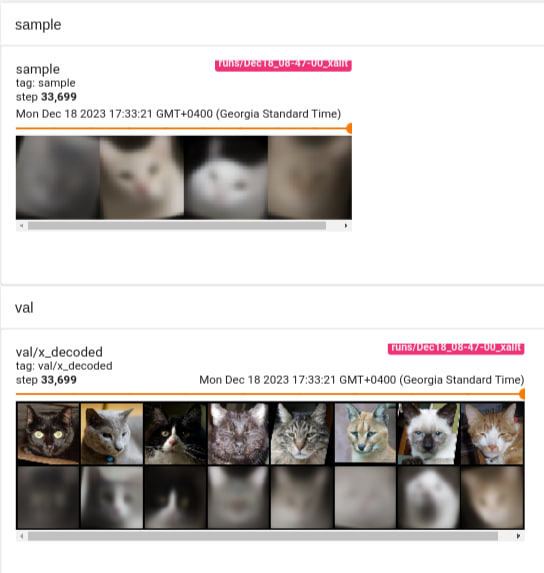 sample
sample
runs/Dec18_08-47-00_xallt
tag: sample
step 33,699
Mon Dec 18 2023 17:33:21 GMT+0400 (Georgia Standard Time)
val
val/x_decoded
runs/Dec18_08-47-00_xallt
tag: val/x_decoded
step 33,699 Mon Dec 18 2023 17:33:21 GMT+0400 (Georgia Standard Time)